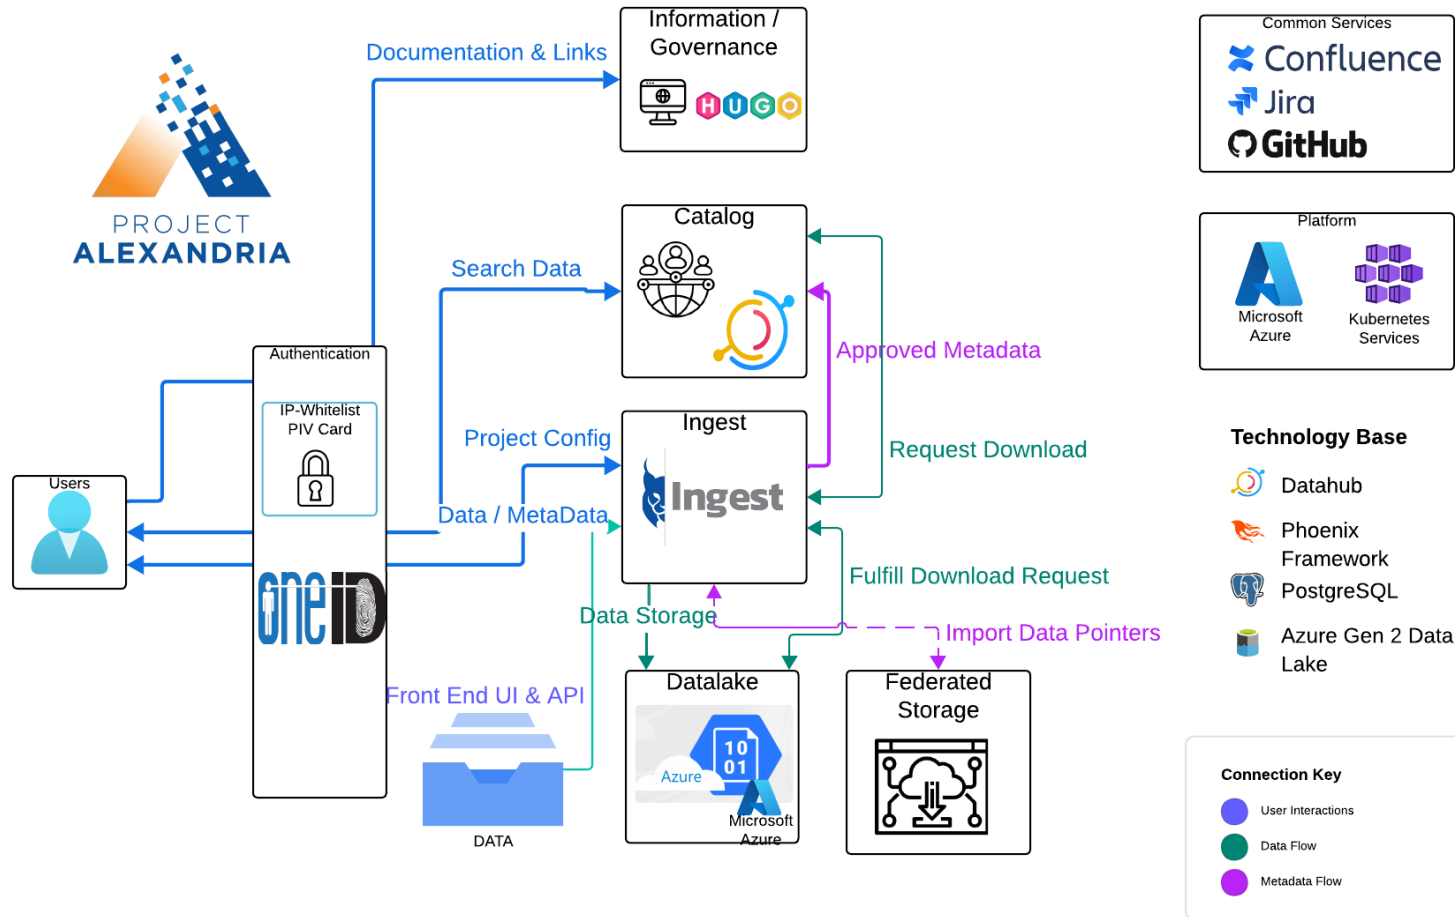 PROJECT
ALEXANDRIA
Documentation & Links
Information /
Governance
HUGO
Common Services
Confluence
Jira
GitHub
Search Data
Catalog
Platform
Microsoft
Azure
Kubernetes
Services
Authentication
IP-Whitelist
PIV Card
Approved Metadata
Project Config
Ingest
Ingest
Request Download
Technology Base
Datahub
Phoenix
Framework
PostgreSQL
Azure Gen 2 Data
Lake
Users
Data / MetaData
oneID
Fulfill Download Request
Data Storage
Import Data Pointers
Front End UI & API
DATA
Datalake
10
01
Azure
Microsoft
Azure
Federated
Storage
Connection Key
User Interactions
Data Flow
Metadata Flow